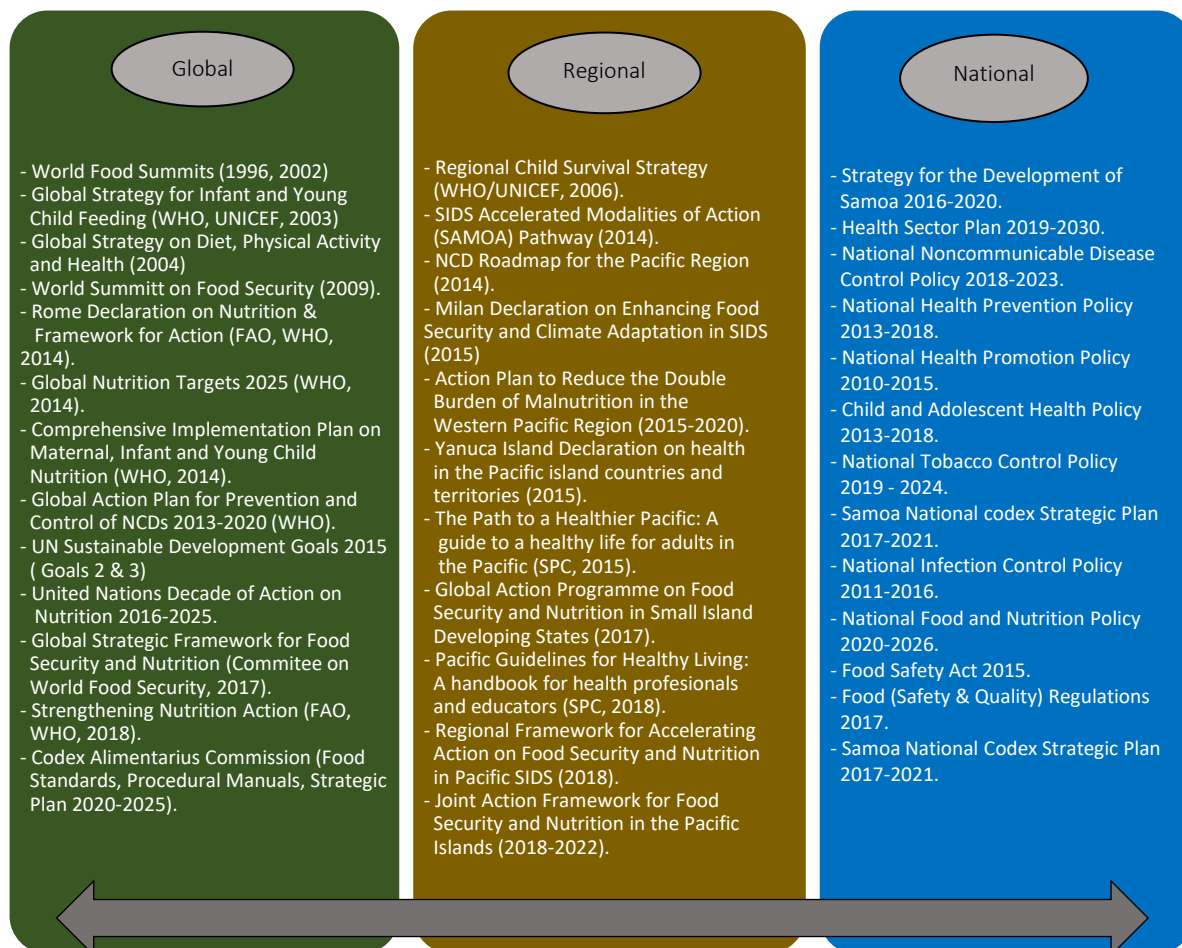 Global
- World Food Summits (1996, 2002)
- Global Strategy for Infant and Young
Child Feeding (WHO, UNICEF, 2003)
- Global Strategy on Diet, Physical Activity
and Health (2004)
- World Summitt on Food Security (2009).
- Rome Declaration on Nutrition &
Framework for Action (FAO, WHO,
2014).
- Global Nutrition Targets 2025 (WHO,
2014).
- Comprehensive Implementation Plan on
Maternal, Infant and Young Child
Nutrition (WHO, 2014).
- Global Action Plan for Prevention and
Control of NCDs 2013-2020 (WHO).
- UN Sustainable Development Goals 2015
( Goals 2 & 3)
- United Nations Decade of Action on
Nutrition 2016-2025.
- Global Strategic Framework for Food
Security and Nutrition (Commitee on
World Food Security, 2017).
- Strengthening Nutrition Action (FAO,
WHO, 2018).
- Codex Alimentarius Commission (Food
Standards, Procedural Manuals, Strategic
Plan 2020-2025).
Regional
- Regional Child Survival Strategy
(WHO/UNICEF, 2006).
- SIDS Accelerated Modalities of Action
(SAMOA) Pathway (2014).
- NCD Roadmap for the Pacific Region
(2014).
- Milan Declaration on Enhancing Food
Security and Climate Adaptation in SIDS
(2015)
- Action Plan to Reduce the Double
Burden of Malnutrition in the
Western Pacific Region (2015-2020).
- Yanuca Island Declaration on health
in the Pacific island countries and
territories (2015).
- The Path to a Healthier Pacific: A
guide to a healthy life for adults in
the Pacific (SPC, 2015).
- Global Action Programme on Food
Security and Nutrition in Small Island
Developing States (2017).
- Pacific Guidelines for Healthy Living:
A handbook for health profesionals
and educators (SPC, 2018).
- Regional Framework for Accelerating
Action on Food Security and Nutrition
in Pacific SIDS (2018).
- Joint Action Framework for Food
Security and Nutrition in the Pacific
Islands (2018-2022).
National
- Strategy for the Development of
Samoa 2016-2020.
- Health Sector Plan 2019-2030.
- National Noncommunicable Disease
Control Policy 2018-2023.
- National Health Prevention Policy
2013-2018.
- National Health Promotion Policy
2010-2015.
- Child and Adolescent Health Policy
2013-2018.
- National Tobacco Control Policy
2019 - 2024.
- Samoa National codex Strategic Plan
2017-2021.
- National Infection Control Policy
2011-2016.
- National Food and Nutrition Policy
2020-2026.
- Food Safety Act 2015.
- Food (Safety & Quality) Regulations
2017.
- Samoa National Codex Strategic Plan
2017-2021.